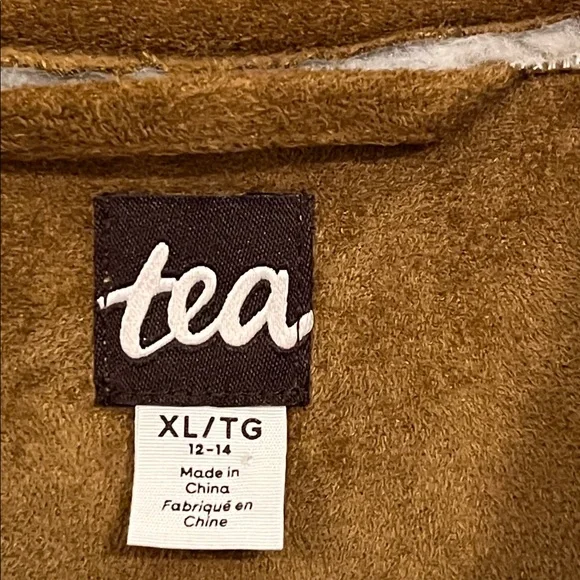 tea
XL/TG
12-14
Made in
China
Fabriqué en
Chine